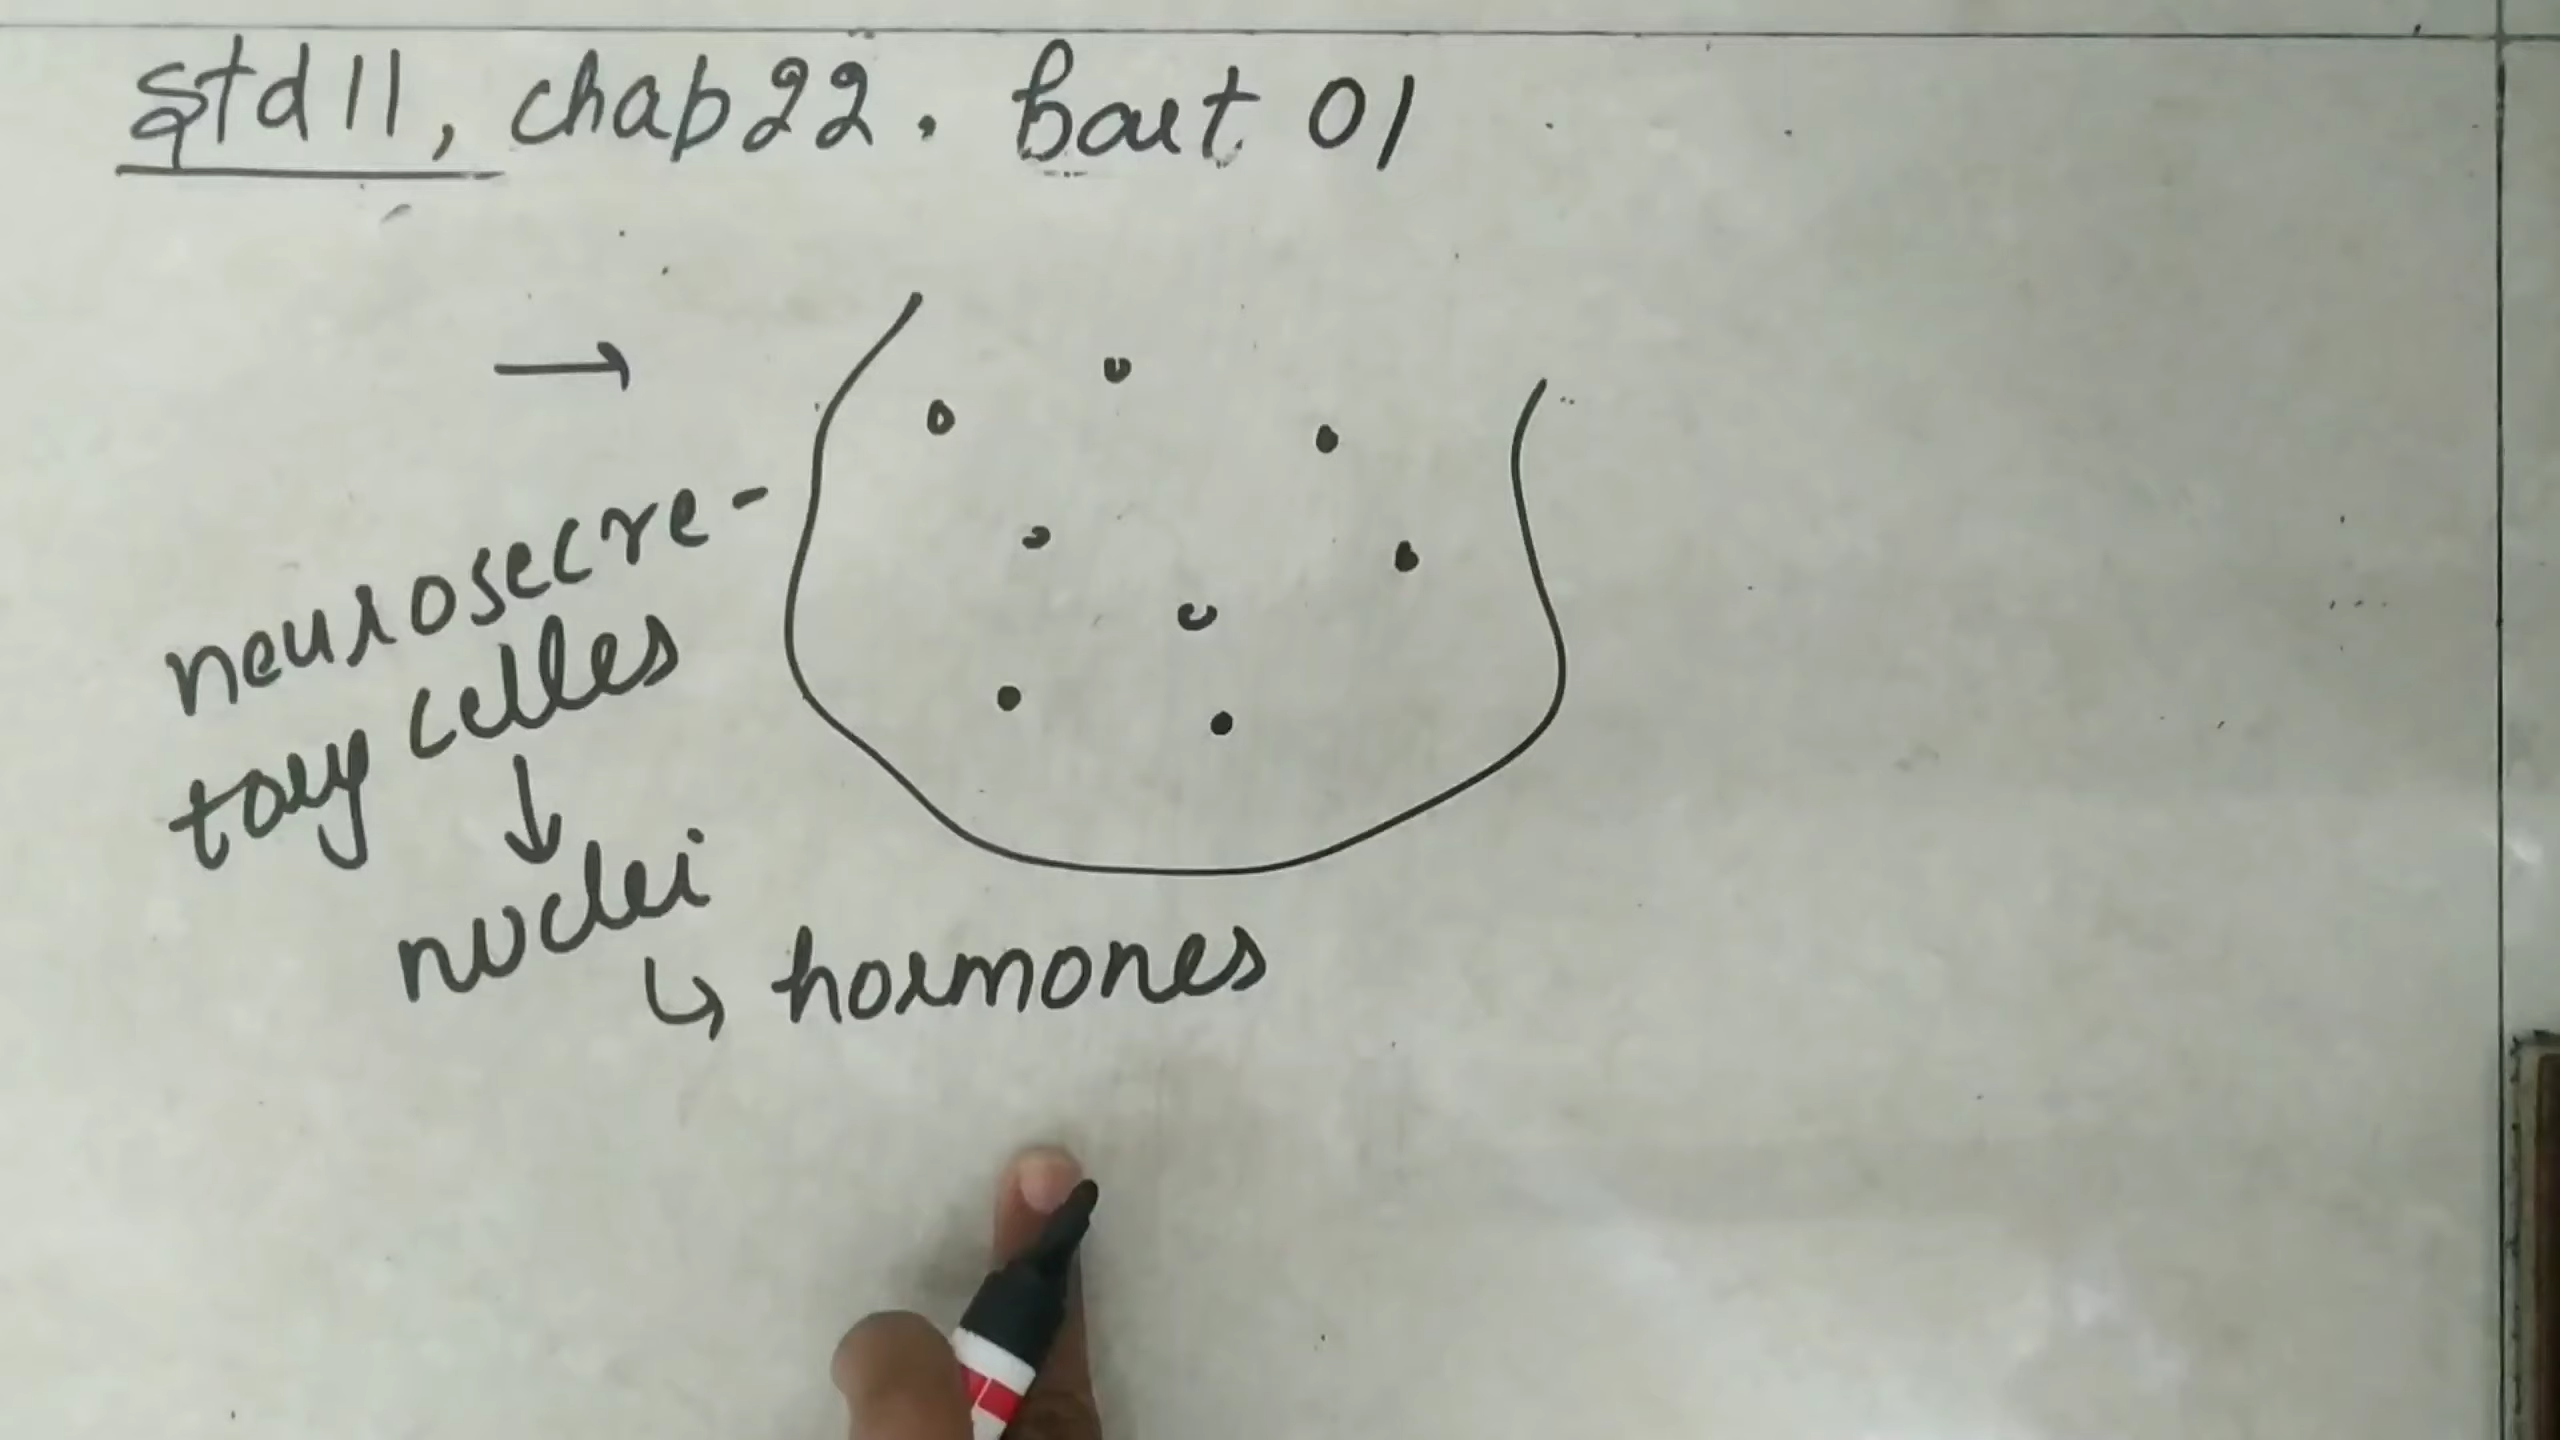 std 11, chap 22. Part 01
neurosecre-
tory celles
nuclei
hormones